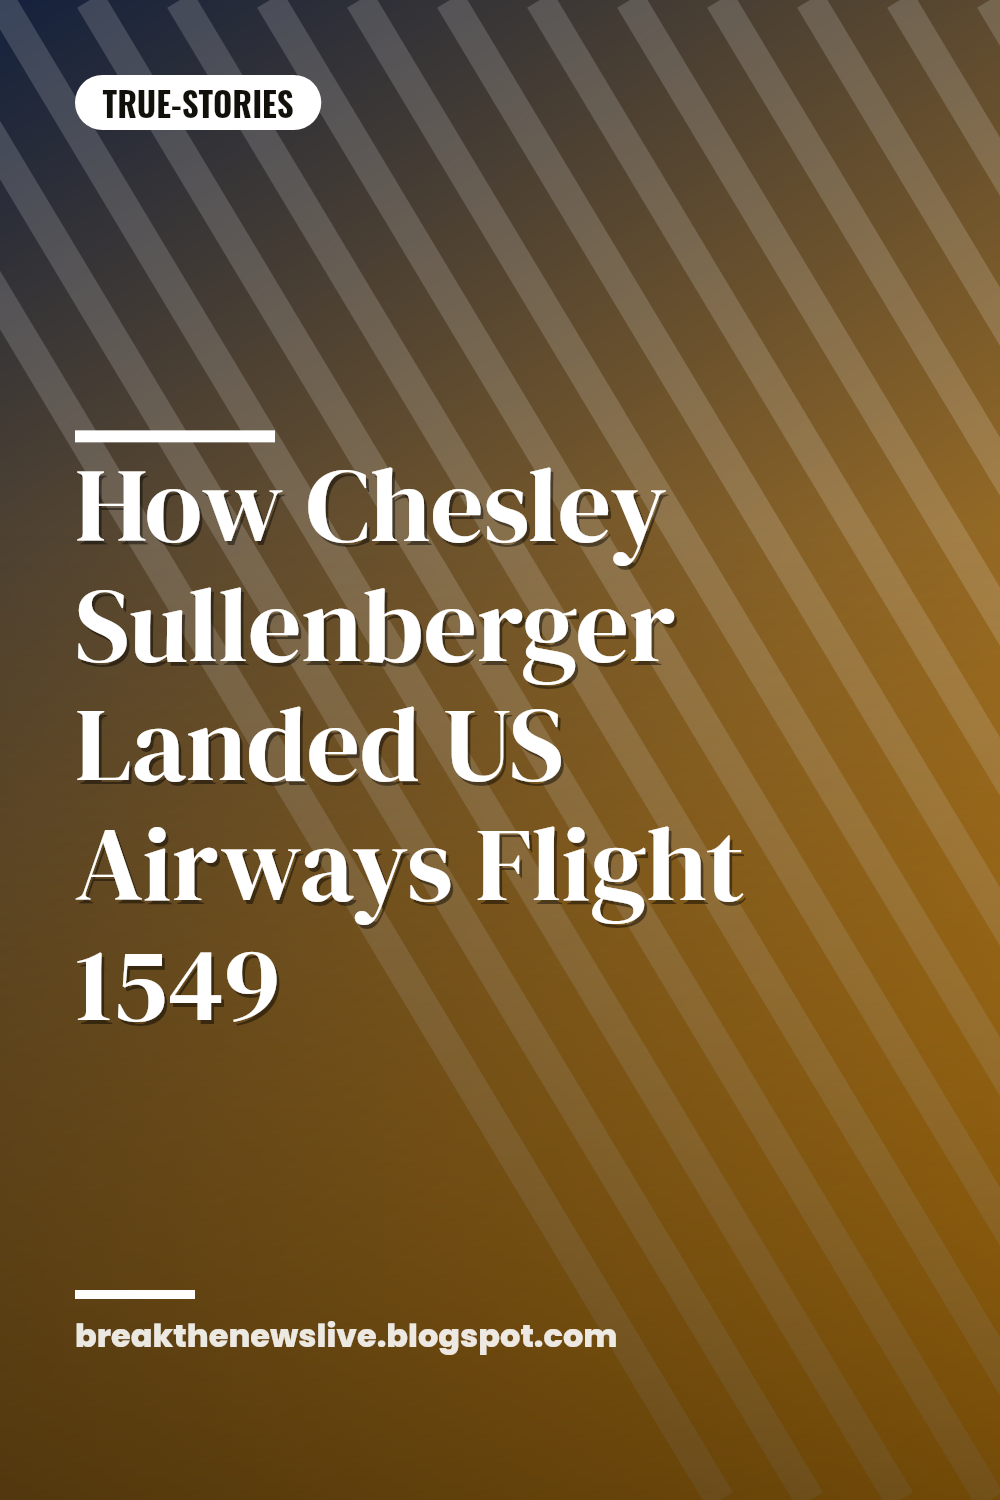 TRUE-STORIES
How Chesley
Sullenberger
Landed US
Airways Flight
1549
breakthenewslive.blogspot.com